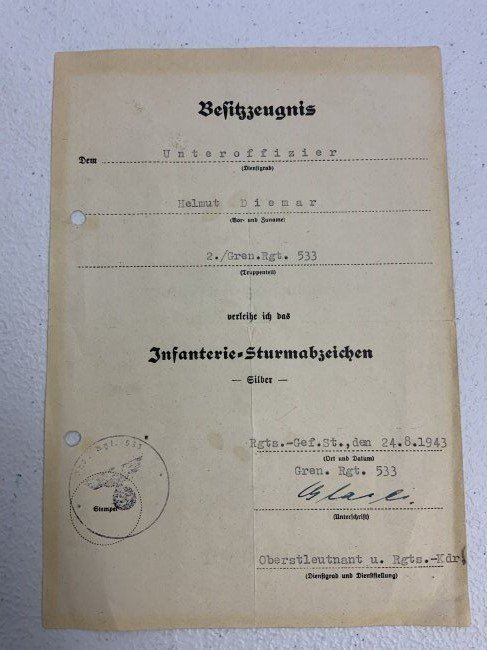 Besitzzeugnis
Dem Unteroffizier
(Dienstgrad)
Helmut Diemar
(Vor- und Zuname)
2./Gren.Rgt. 533
(Truppenteil)
verleihe ich das
Infanterie-Sturmabzeichen
— Silber —
Rgts.-Gef.St.,den 24.8.1943
(Ort und Datum)
Gren. Rgt. 533
(Unterschrift)
Oberstleutnant u. Rgts.-Kdr.
(Dienstgrad und Dienststellung)
Rgt. 533
Stempel